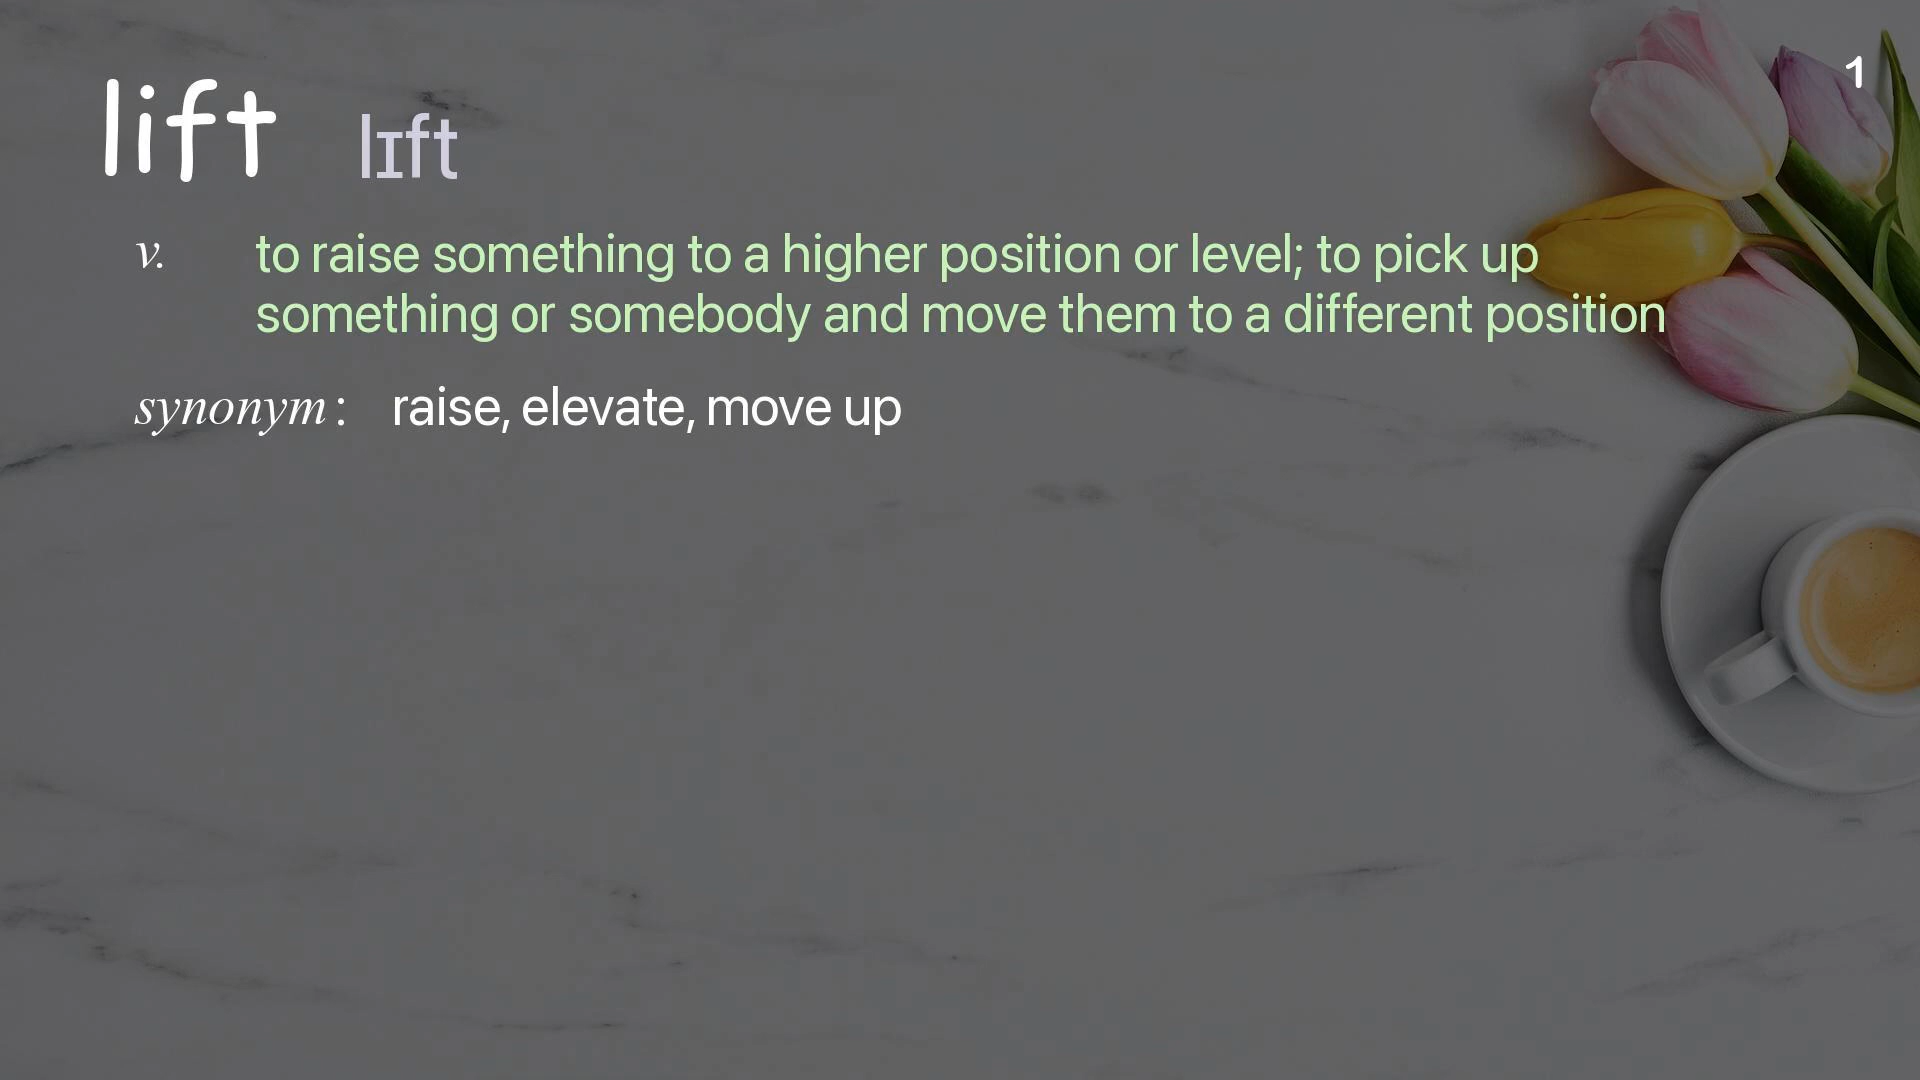 1
lift lɪft
v. to raise something to a higher position or level; to pick up
something or somebody and move them to a different position
synonym : raise, elevate, move up